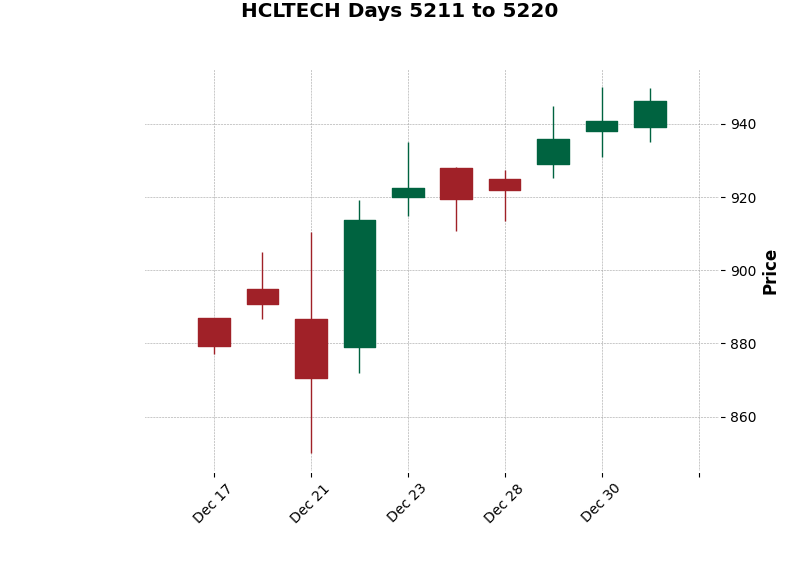 HCLTECH Days 5211 to 5220
940
920
900
880
860
Price
Dec 17
Dec 21
Dec 23
Dec 28
Dec 30